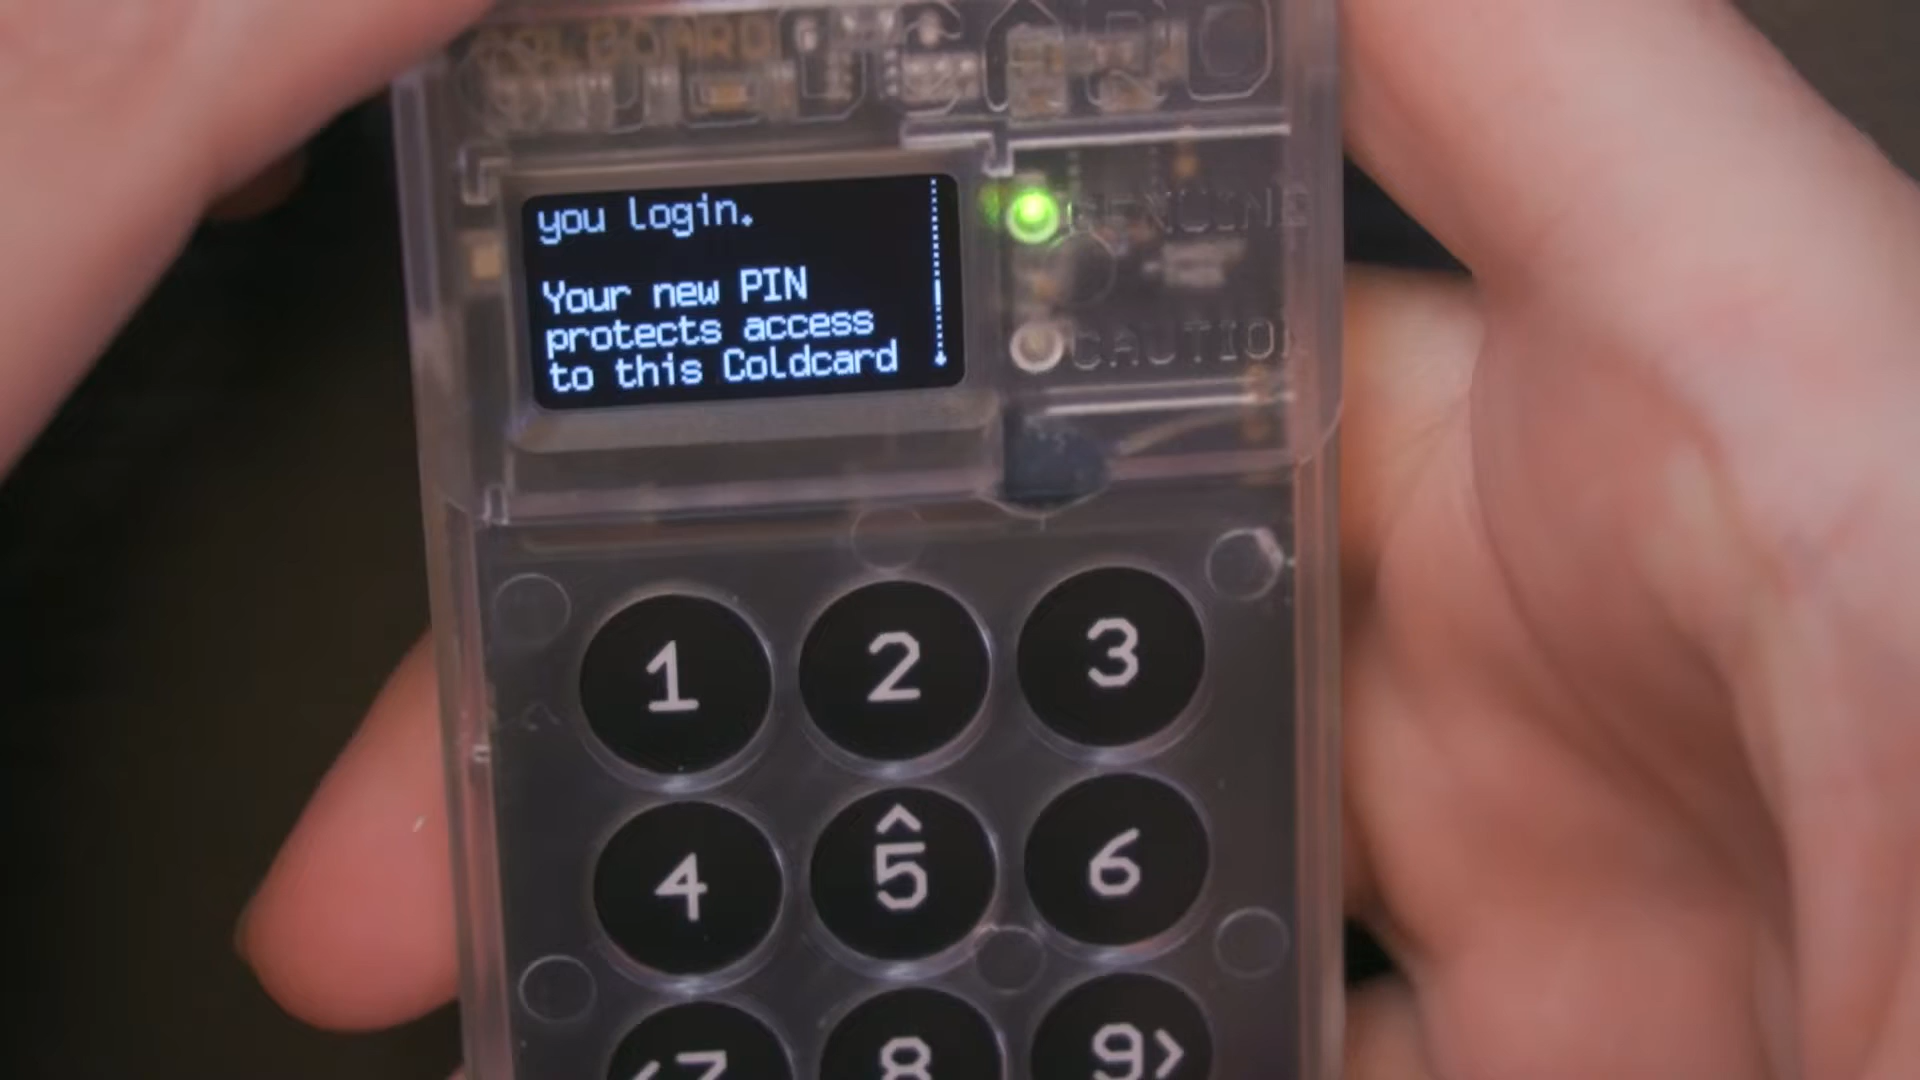 you login.
Your new PIN
protects access
to this Coldcard
GENUINE
CAUTION
1
2
3
4
^
5
6
<7
8
9>